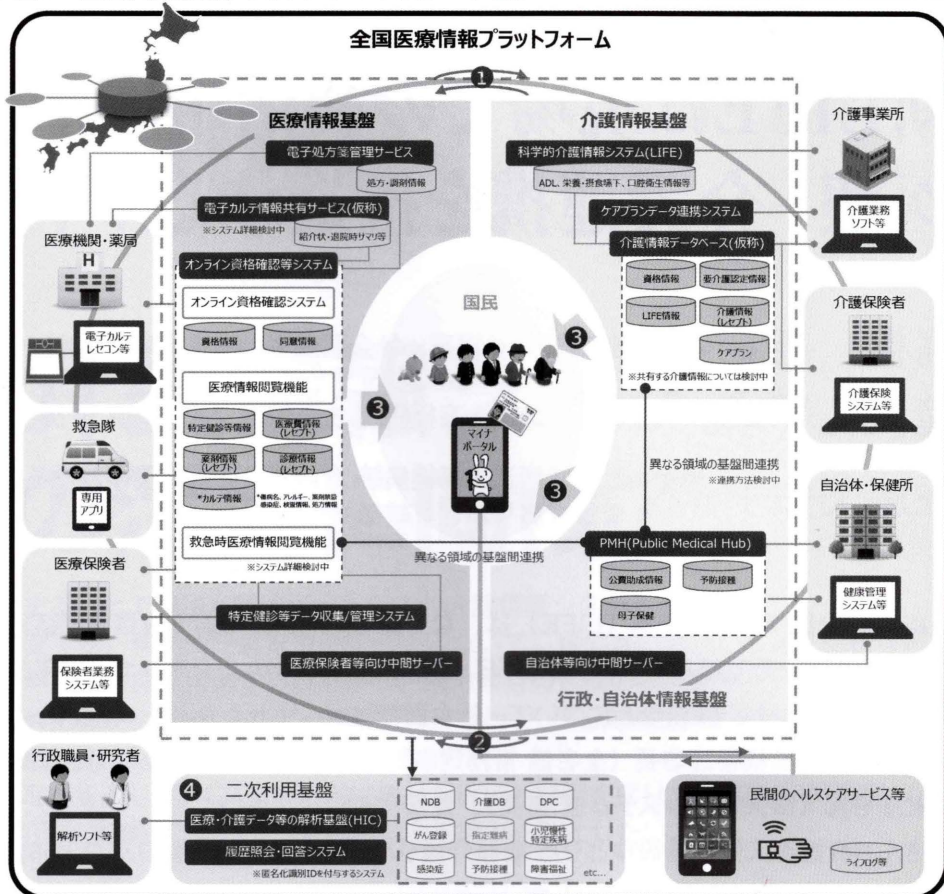 全国医療情報プラットフォーム
❶
医療情報基盤
電子処方箋管理サービス
処方・調剤情報
電子カルテ情報共有サービス(仮称)
※システム詳細検討中
紹介状・退院時サマリ等
オンライン資格確認等システム
オンライン資格確認システム
資格情報
同意情報
医療情報閲覧機能
特定健診等情報
医療費情報
(レセプト)
薬剤情報
(レセプト)
診療情報
(レセプト)
*カルテ情報
*傷病名、アレルギー、薬剤禁忌
感染症、検査情報、処方情報
救急時医療情報閲覧機能
※システム詳細検討中
特定健診等データ収集/管理システム
医療保険者等向け中間サーバー
介護情報基盤
科学的介護情報システム(LIFE)
ADL、栄養・摂食嚥下、口腔衛生情報等
ケアプランデータ連携システム
介護情報データベース(仮称)
資格情報
要介護認定情報
LIFE情報
介護情報
(レセプト)
ケアプラン
※共有する介護情報については検討中
国民
❸
❸
❸
マイナ
ポータル
異なる領域の基盤間連携
※連携方法検討中
異なる領域の基盤間連携
PMH(Public Medical Hub)
公費助成情報
予防接種
母子保健
自治体等向け中間サーバー
行政・自治体情報基盤
❷
医療機関・薬局
H
電子カルテ
レセコン等
救急隊
専用
アプリ
医療保険者
保険者業務
システム等
行政職員・研究者
解析ソフト等
介護事業所
介護業務
ソフト等
介護保険者
介護保険
システム等
自治体・保健所
健康管理
システム等
❹
二次利用基盤
医療・介護データ等の解析基盤(HIC)
履歴照会・回答システム
※匿名化識別IDを付与するシステム
NDB
介護DB
DPC
がん登録
指定難病
小児慢性
特定疾病
感染症
予防接種
障害福祉
etc...
民間のヘルスケアサービス等
ライフログ等